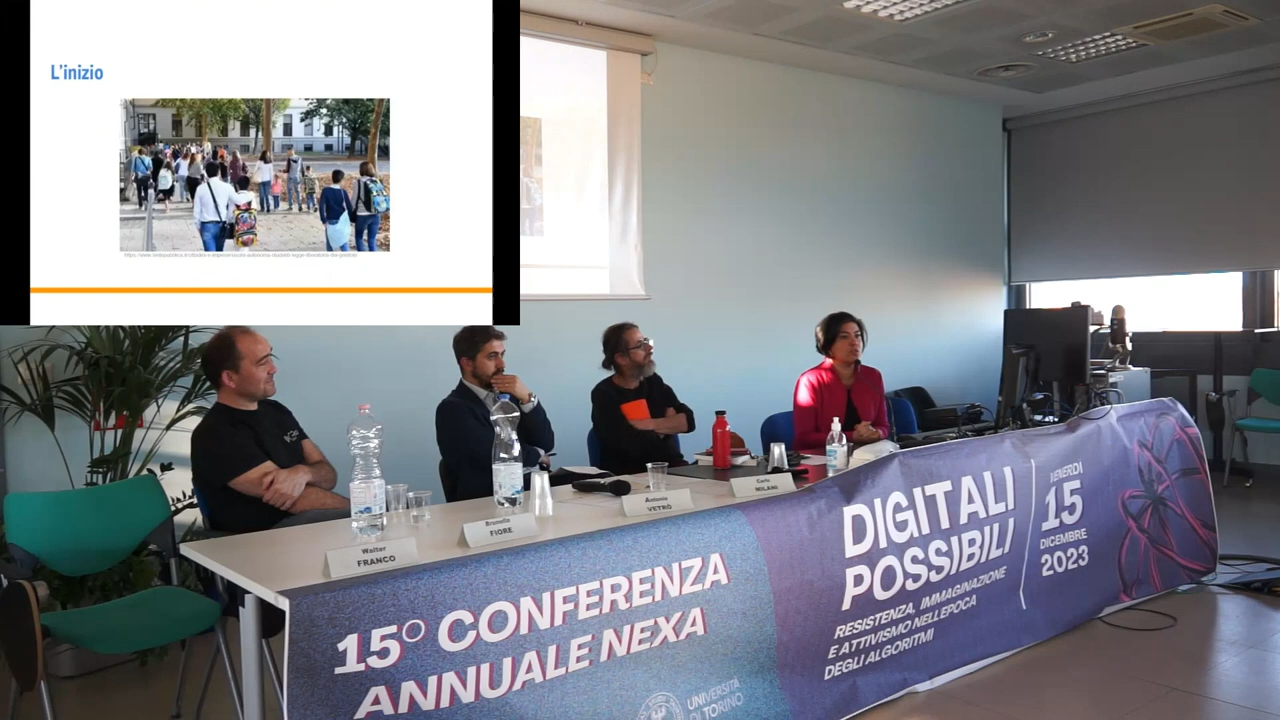 L'inizio
Walter
FRANCO
Brunella
FIORE
Antonio
VETRÒ
Carlo
MILANI
15° CONFERENZA
ANNUALE NEXA
DIGITALI
POSSIBILI
RESISTENZA, IMMAGINAZIONE
E ATTIVISMO NELL'EPOCA
DEGLI ALGORITMI
VENERDÌ
15
DICEMBRE
2023
UNIVERSITÀ
DI TORINO